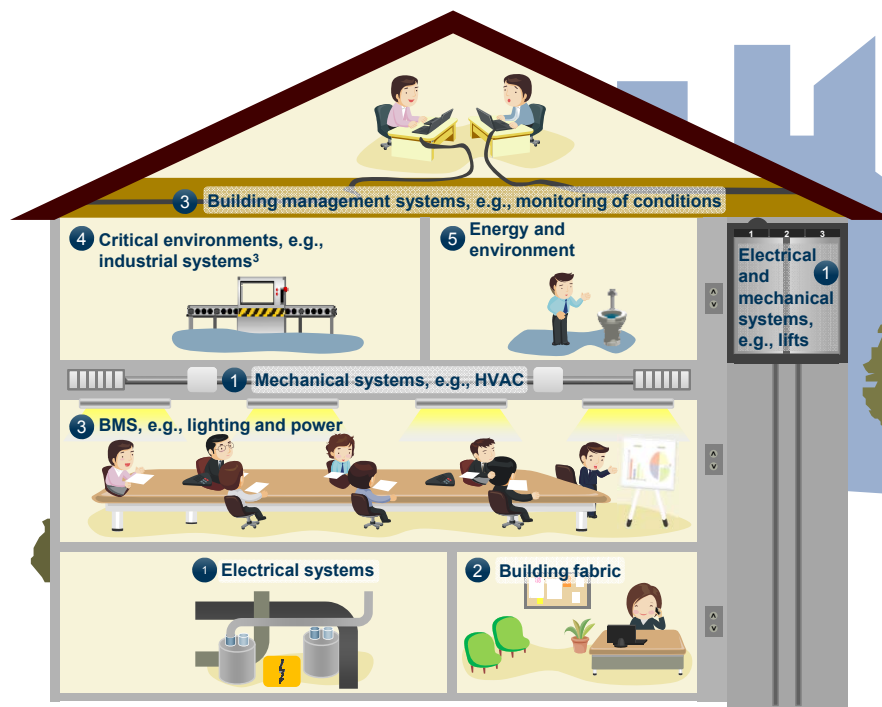 3 Building management systems, e.g., monitoring of conditions
4 Critical environments, e.g.,
industrial systems³
5 Energy and
environment
1 2 3
Electrical
and
mechanical
systems,
e.g., lifts
1
1 Mechanical systems, e.g., HVAC
3 BMS, e.g., lighting and power
1 Electrical systems
2 Building fabric